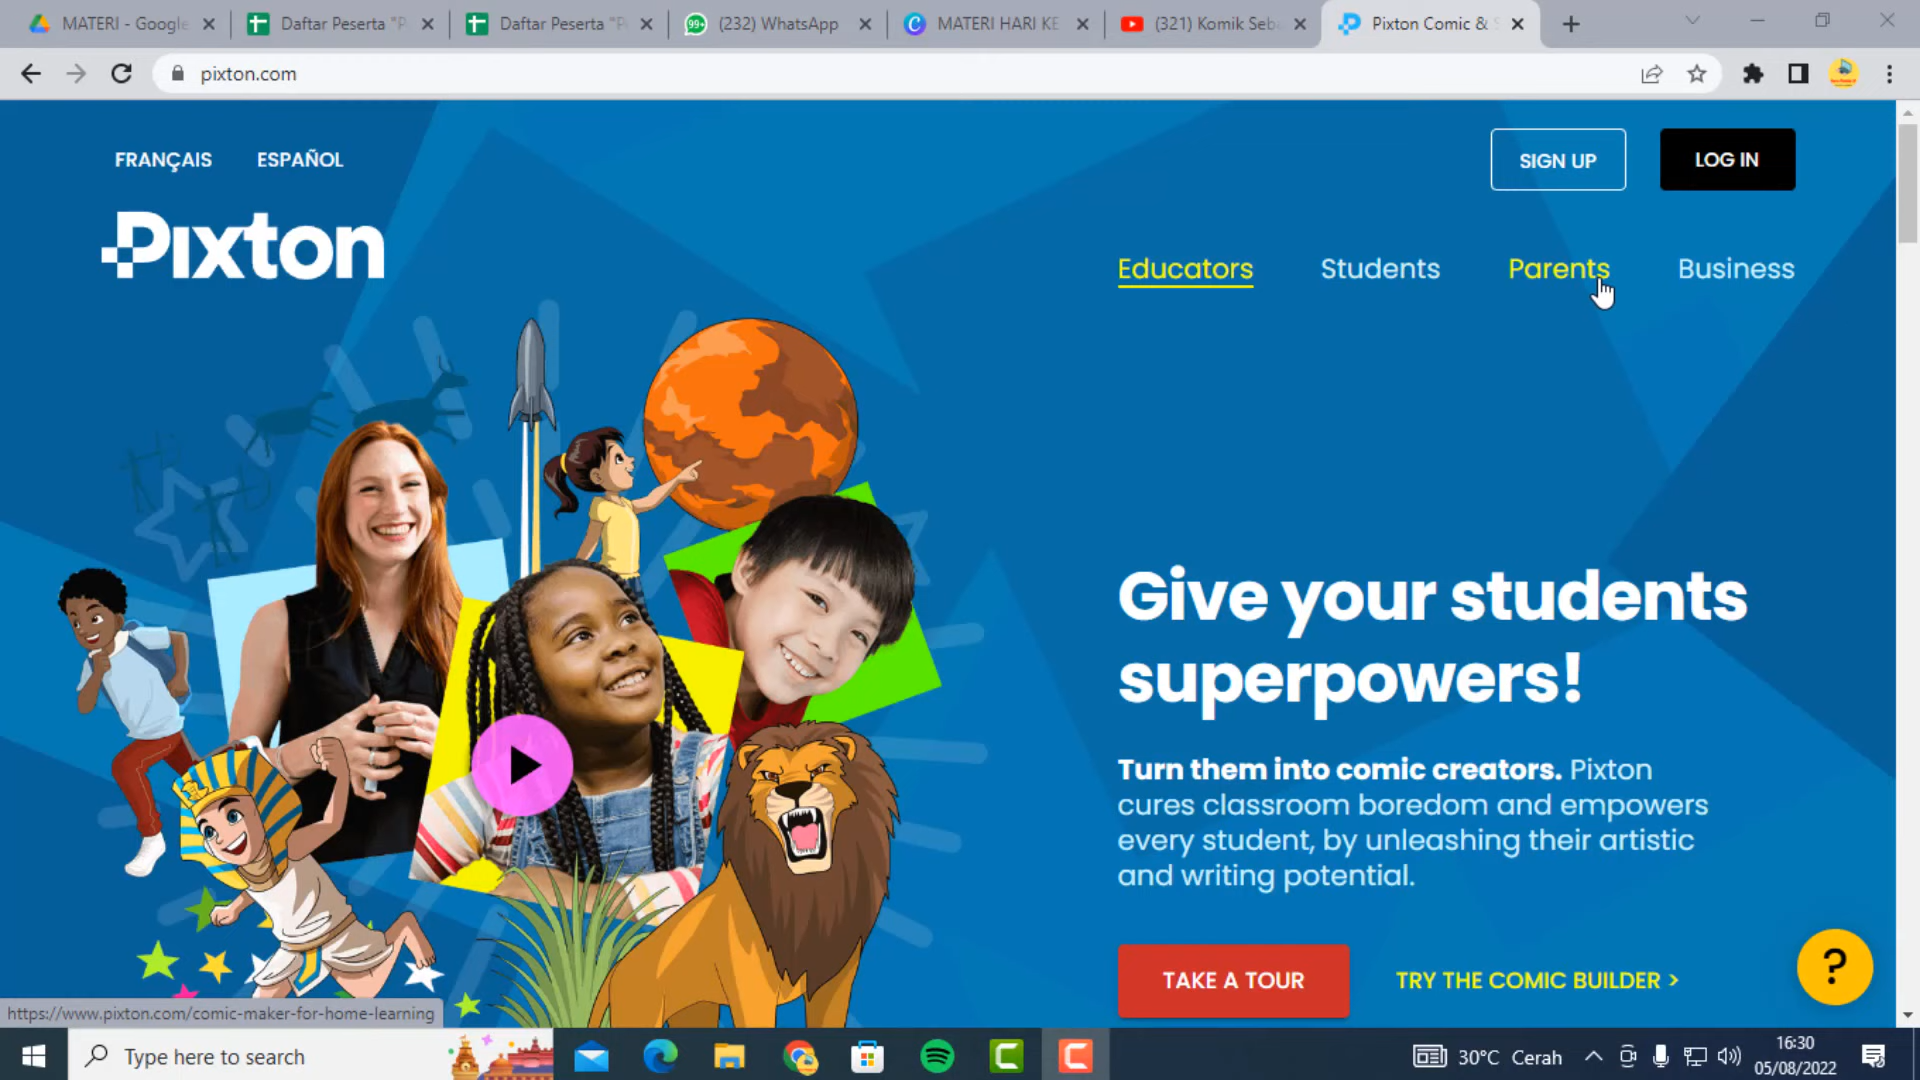 MATERI - Google
Daftar Peserta "P
Daftar Peserta "P
(232) WhatsApp
MATERI HARI KE
(321) Komik Seb
Pixton Comic & S
pixton.com
FRANÇAIS
ESPAÑOL
SIGN UP
LOG IN
Pixton
Educators
Students
Parents
Business
Give your students
superpowers!
Turn them into comic creators. Pixton
cures classroom boredom and empowers
every student, by unleashing their artistic
and writing potential.
TAKE A TOUR
TRY THE COMIC BUILDER >
?
https://www.pixton.com/comic-maker-for-home-learning
Type here to search
30°C Cerah
16:30
05/08/2022